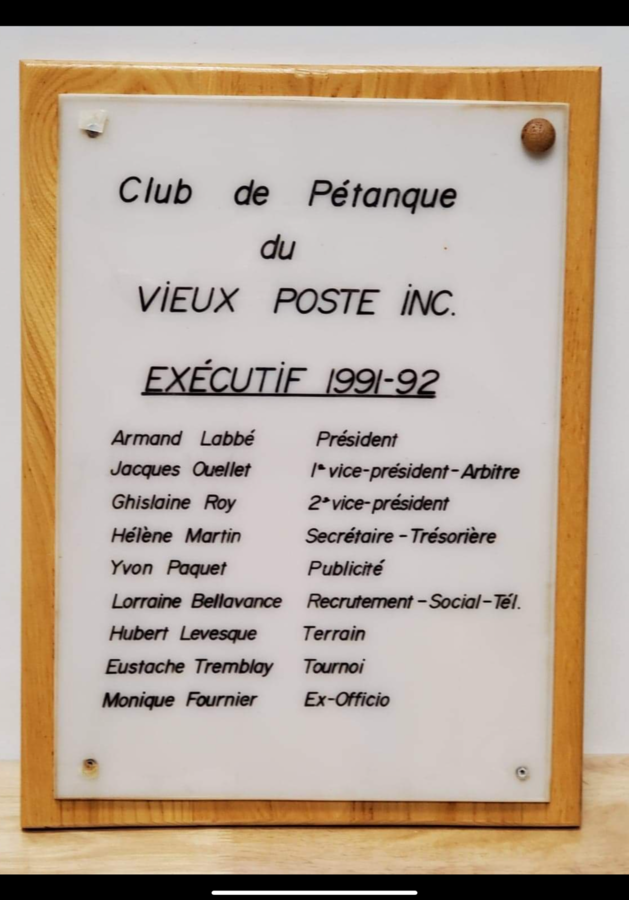 Club de Pétanque
du
VIEUX POSTE INC.
EXÉCUTIF 1991-92
Armand Labbé Président
Jacques Ouellet 1e vice-président-Arbitre
Ghislaine Roy 2e vice-président
Hélène Martin Secrétaire-Trésorière
Yvon Paquet Publicité
Lorraine Bellavance Recrutement-Social-Tél.
Hubert Levesque Terrain
Eustache Tremblay Tournoi
Monique Fournier Ex-Officio